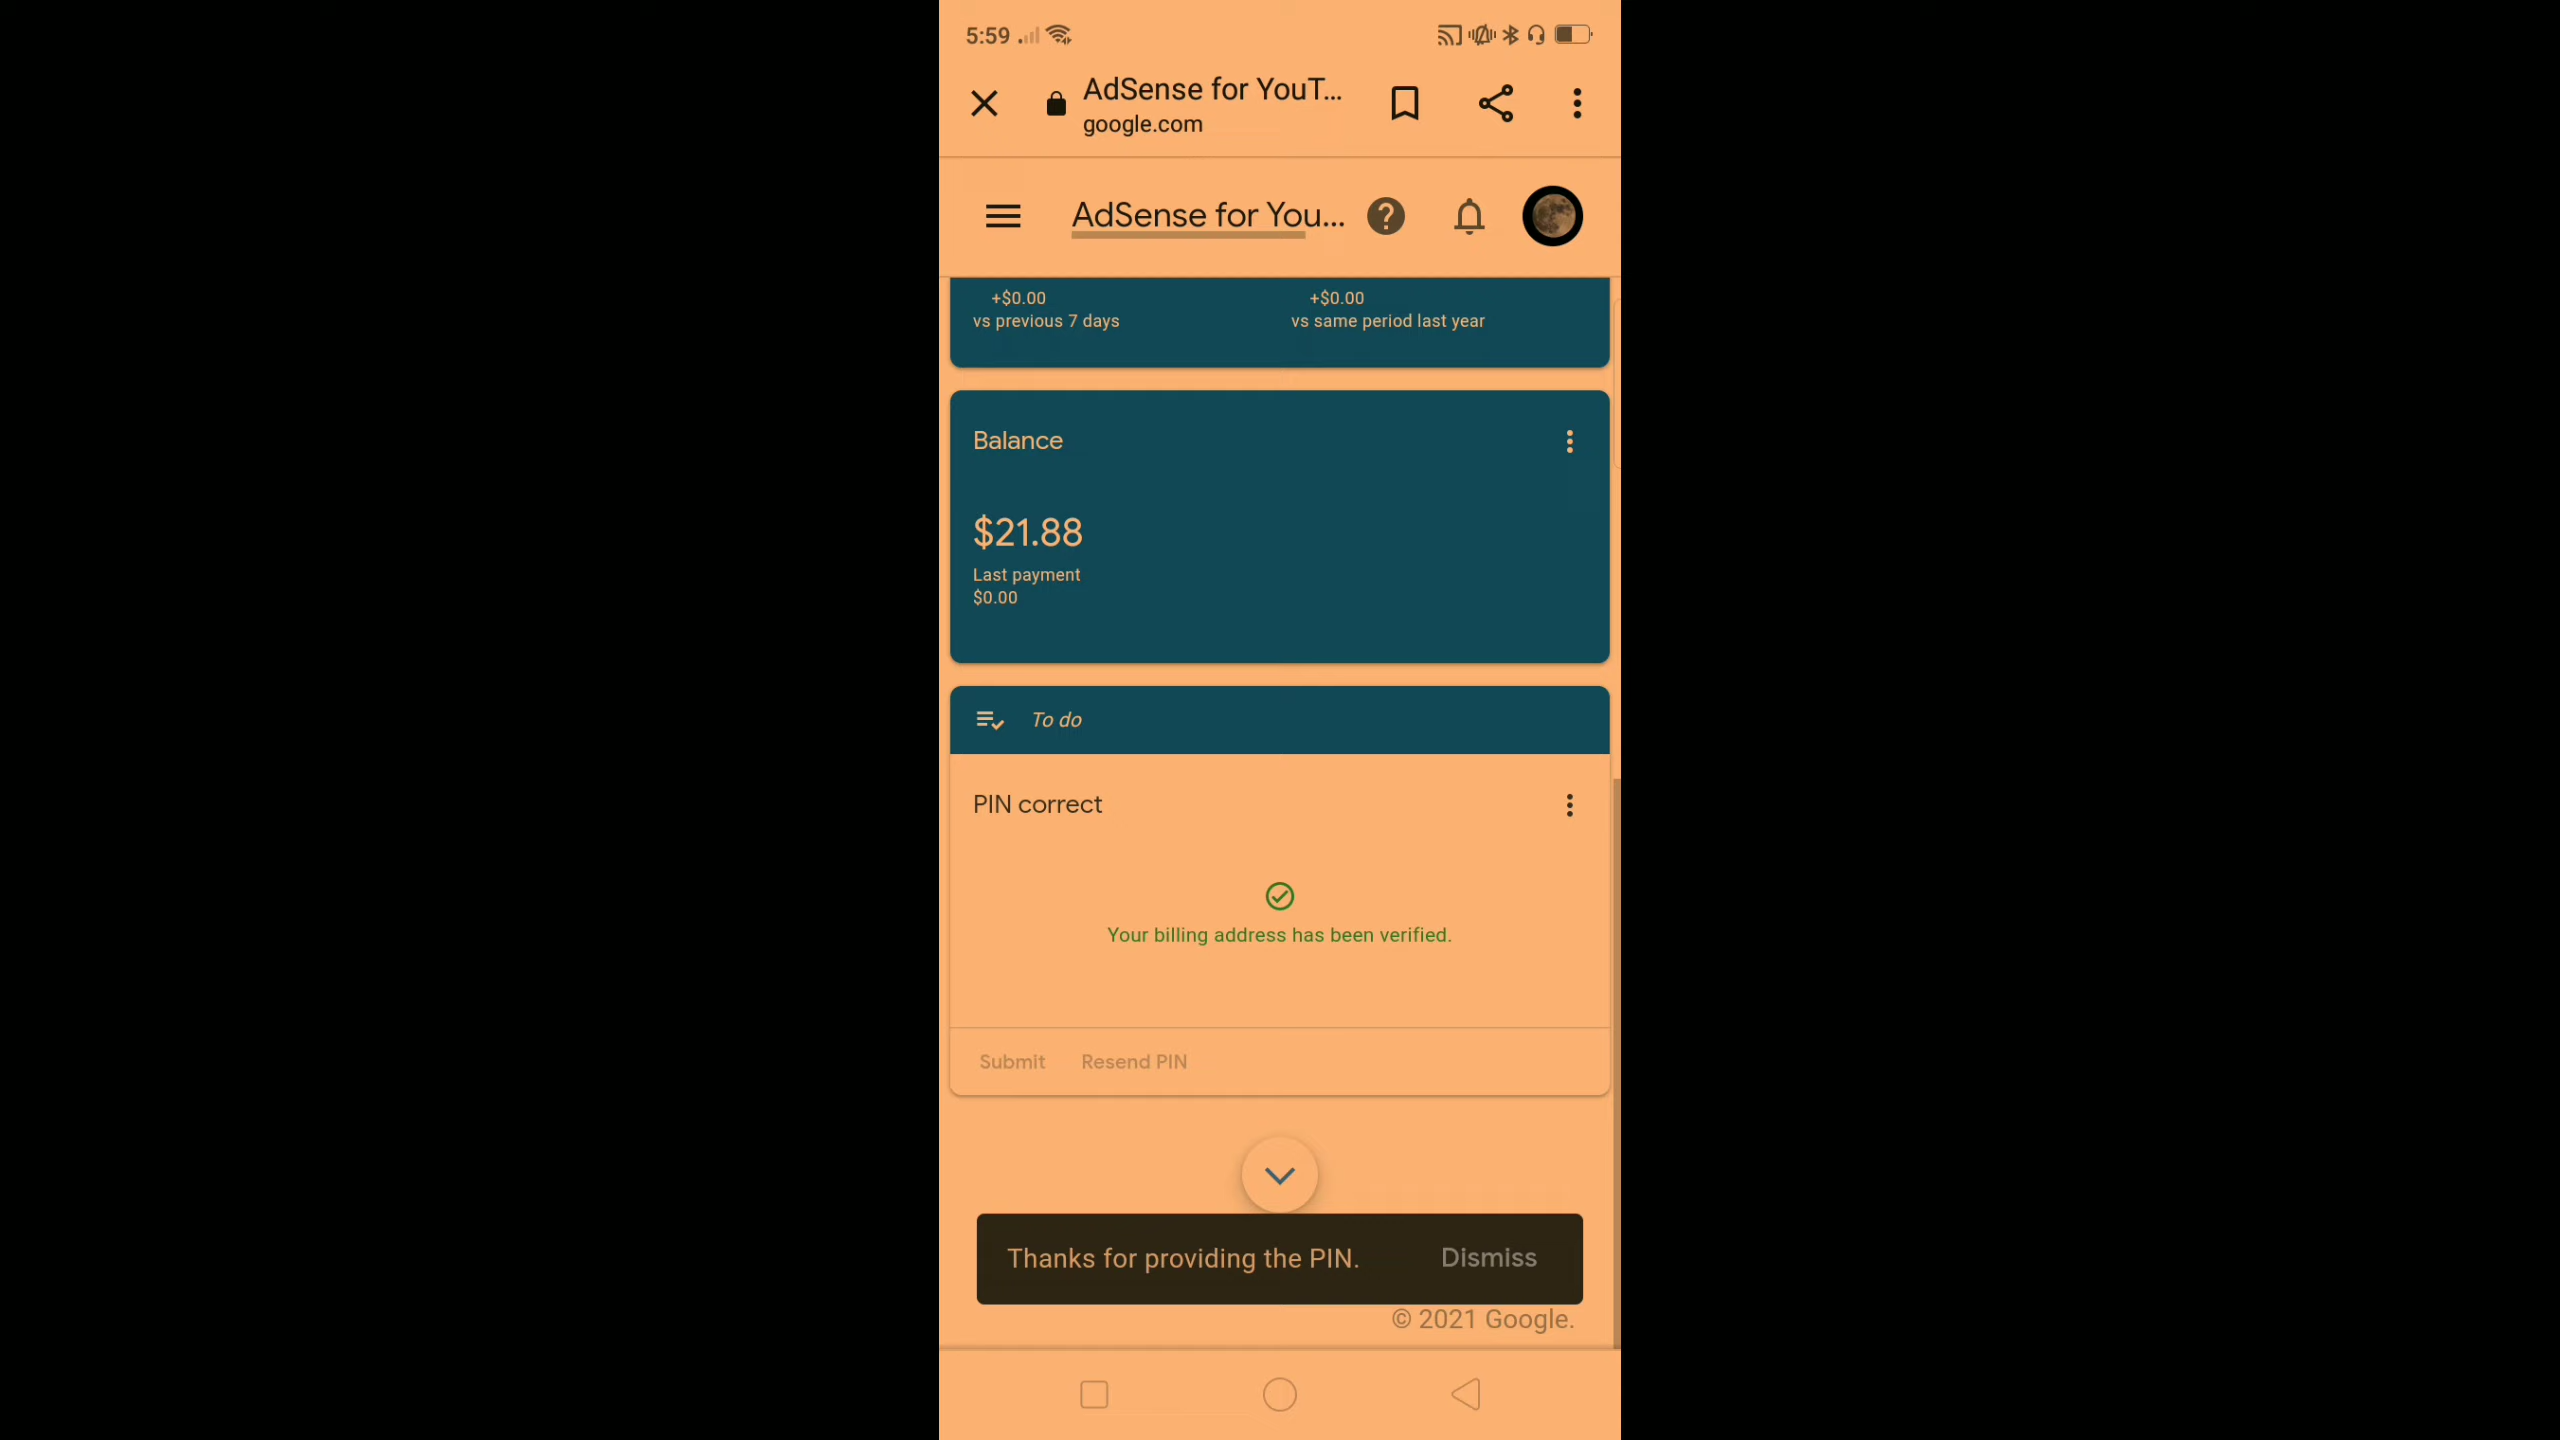 5:59
AdSense for YouT...
google.com
AdSense for You...
+$0.00
vs previous 7 days
+$0.00
vs same period last year
Balance
$21.88
Last payment
$0.00
To do
PIN correct
Your billing address has been verified.
Submit Resend PIN
Thanks for providing the PIN. Dismiss
© 2021 Google.